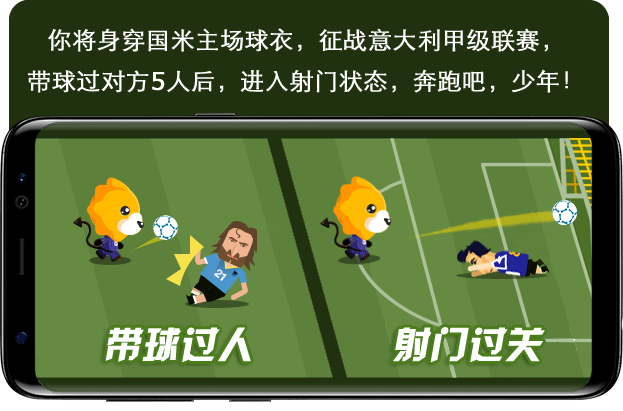 你将身穿国米主场球衣，征战意大利甲级联赛，
带球过对方5人后，进入射门状态，奔跑吧，少年！
21
带球过人
射门过关